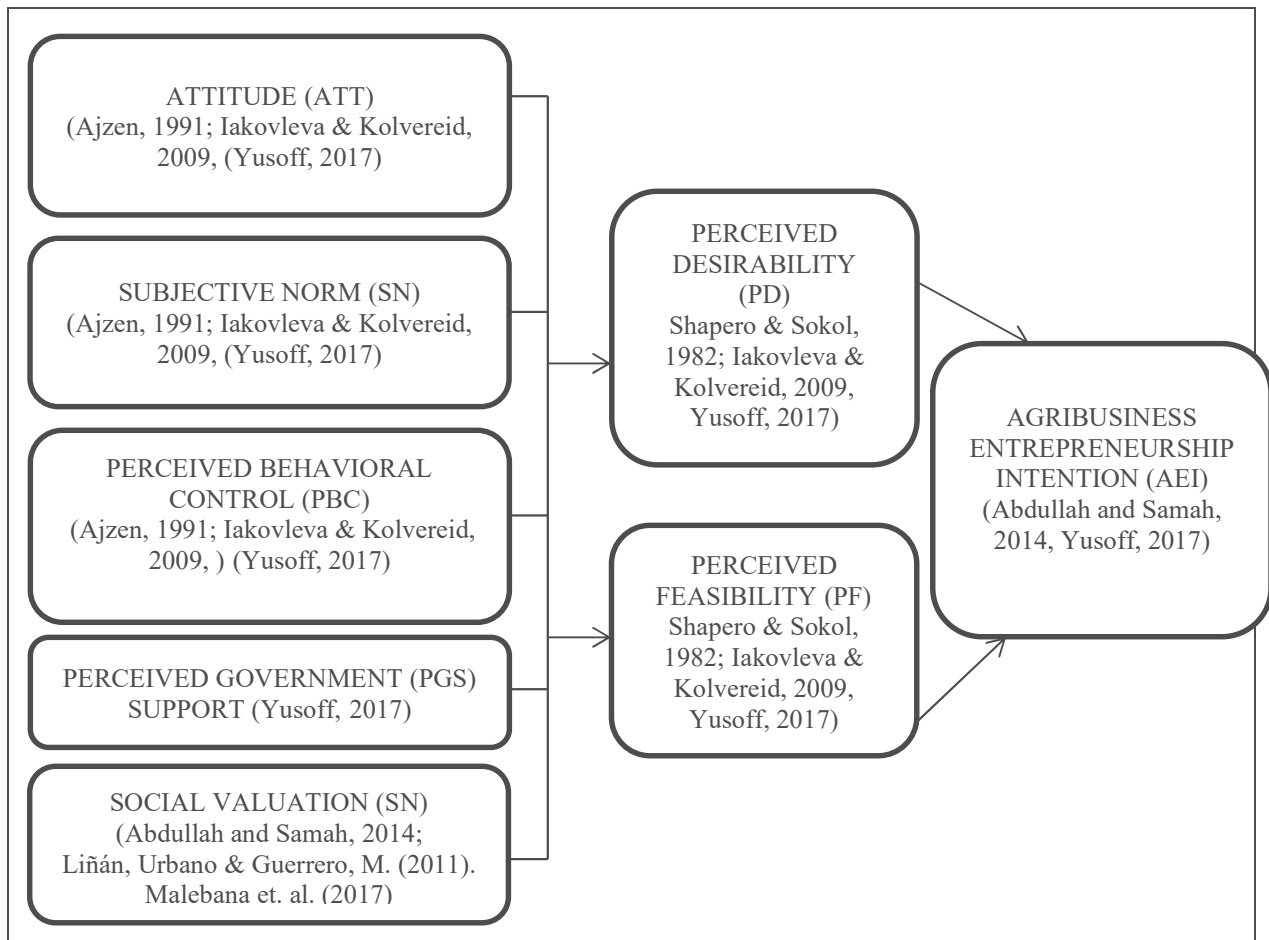 ATTITUDE (ATT)
(Ajzen, 1991; Iakovleva & Kolvereid,
2009, (Yusoff, 2017)
SUBJECTIVE NORM (SN)
(Ajzen, 1991; Iakovleva & Kolvereid,
2009, (Yusoff, 2017)
PERCEIVED BEHAVIORAL
CONTROL (PBC)
(Ajzen, 1991; Iakovleva & Kolvereid,
2009, ) (Yusoff, 2017)
PERCEIVED GOVERNMENT (PGS)
SUPPORT (Yusoff, 2017)
SOCIAL VALUATION (SN)
(Abdullah and Samah, 2014;
Liñán, Urbano & Guerrero, M. (2011).
Malebana et. al. (2017)
PERCEIVED
DESIRABILITY
(PD)
Shapero & Sokol,
1982; Iakovleva &
Kolvereid, 2009,
Yusoff, 2017)
PERCEIVED
FEASIBILITY (PF)
Shapero & Sokol,
1982; Iakovleva &
Kolvereid, 2009,
Yusoff, 2017)
AGRIBUSINESS
ENTREPRENEURSHIP
INTENTION (AEI)
(Abdullah and Samah,
2014, Yusoff, 2017)